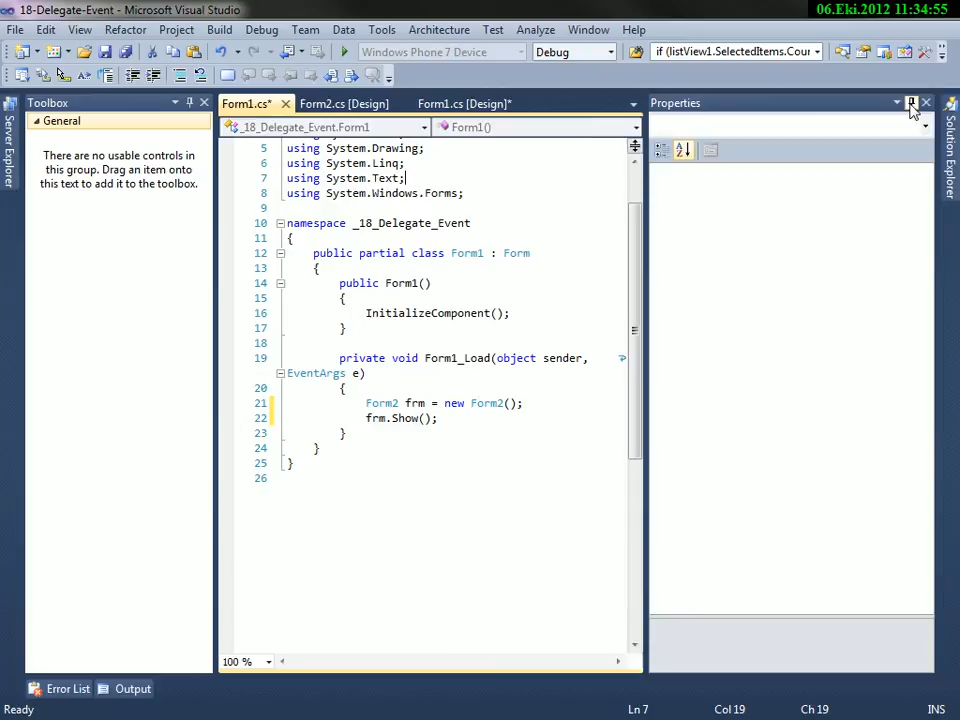 18-Delegate-Event - Microsoft Visual Studio
06.Eki.2012 11:34:55
File Edit View Refactor Project Build Debug Team Data Tools Architecture Test Analyze Window Help
Windows Phone 7 Device Debug if (listView1.SelectedItems.Cour
Server Explorer
Toolbox
General
There are no usable controls in this group. Drag an item onto this text to add it to the toolbox.
Form1.cs* Form2.cs [Design] Form1.cs [Design]*
_18_Delegate_Event.Form1 Form1()
5 using System.Drawing;
6 using System.Linq;
7 using System.Text;
8 using System.Windows.Forms;
9
10 namespace _18_Delegate_Event
11 {
12 public partial class Form1 : Form
13 {
14 public Form1()
15 {
16 InitializeComponent();
17 }
18
19 private void Form1_Load(object sender,
EventArgs e)
20 {
21 Form2 frm = new Form2();
22 frm.Show();
23 }
24 }
25 }
26
100 %
Properties
Solution Explorer
Error List Output
Ready Ln 7 Col 19 Ch 19 INS